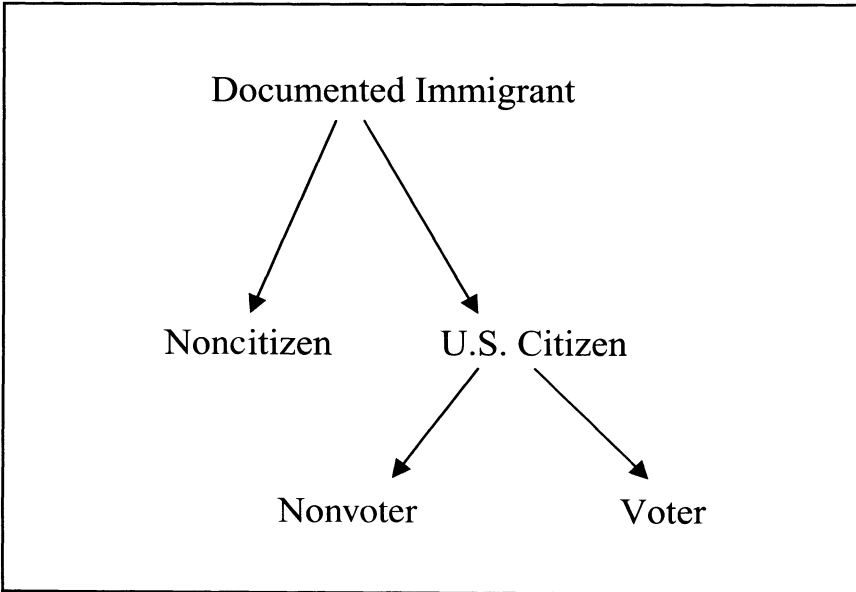 Documented Immigrant
Noncitizen
U.S. Citizen
Nonvoter
Voter